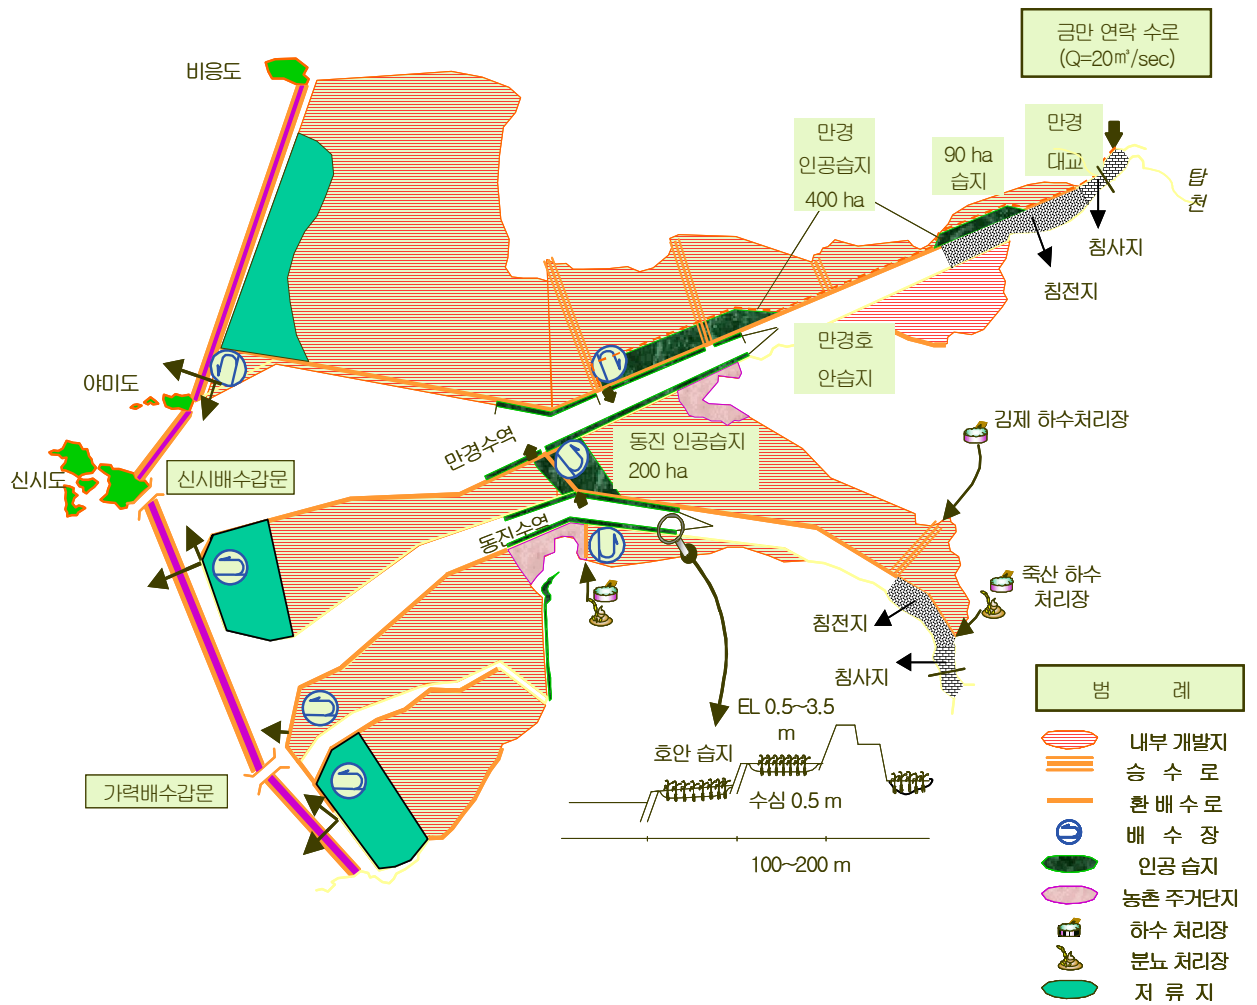 금만 연락 수로
(Q=20㎥/sec)
비응도
만경
인공습지
400 ha
90 ha
습지
만경
대교
탑
천
침사지
침전지
만경호
안습지
야미도
신시도
신시배수갑문
만경수역
동진 인공습지
200 ha
김제 하수처리장
동진수역
죽산 하수
처리장
침전지
침사지
가력배수갑문
EL 0.5~3.5
m
호안 습지
수심 0.5 m
100~200 m
범 례
내부 개발지
승 수 로
환 배 수 로
배 수 장
인공 습지
농촌 주거단지
하수 처리장
분뇨 처리장
저 류 지